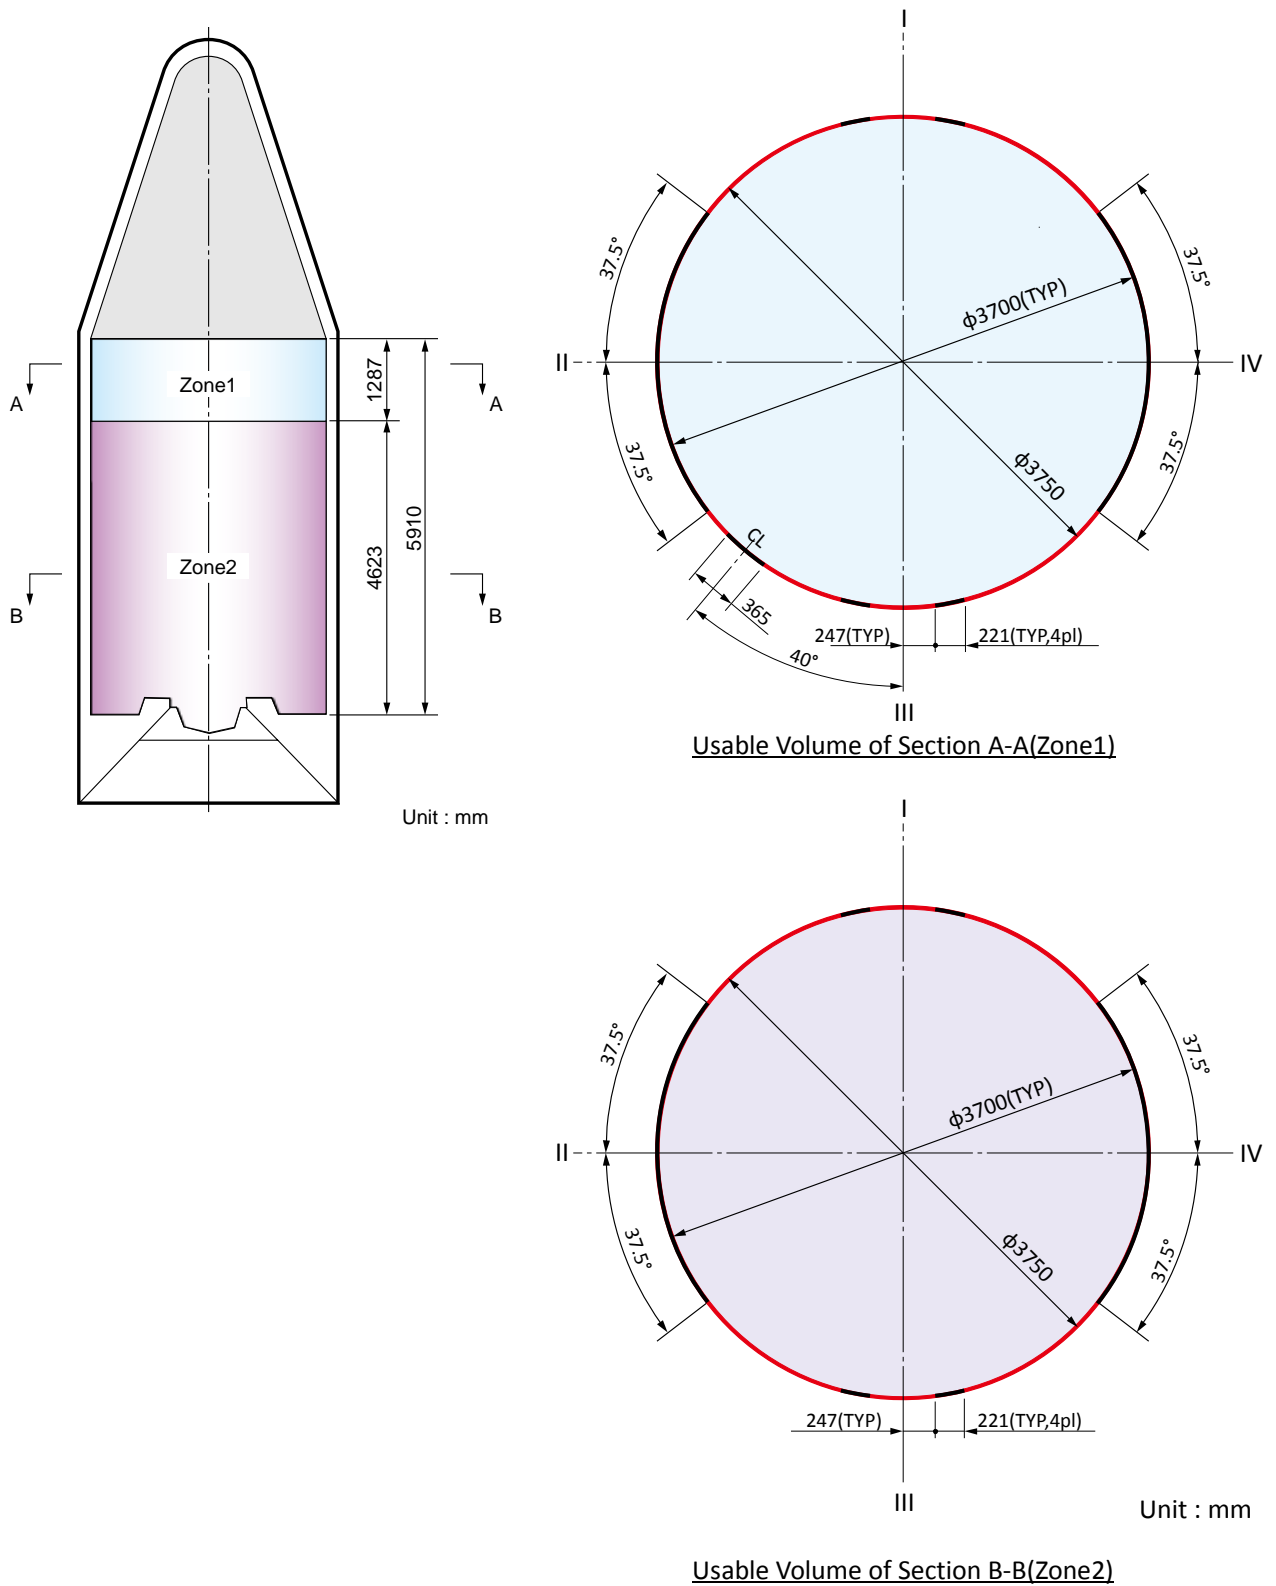 Zone1
Zone2
A
A
B
B
1287
4623
5910
Unit : mm
I
II
IV
III
37.5°
37.5°
37.5°
37.5°
ϕ3700(TYP)
ϕ3750
CL
365
40°
247(TYP)
221(TYP,4pl)
Usable Volume of Section A-A(Zone1)
I
II
IV
III
37.5°
37.5°
37.5°
37.5°
ϕ3700(TYP)
ϕ3750
247(TYP)
221(TYP,4pl)
Unit : mm
Usable Volume of Section B-B(Zone2)